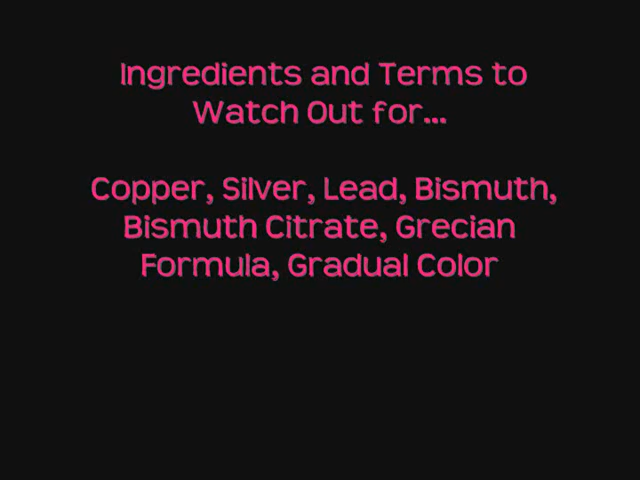 Ingredients and Terms to
Watch Out for...
Copper, Silver, Lead, Bismuth,
Bismuth Citrate, Grecian
Formula, Gradual Color